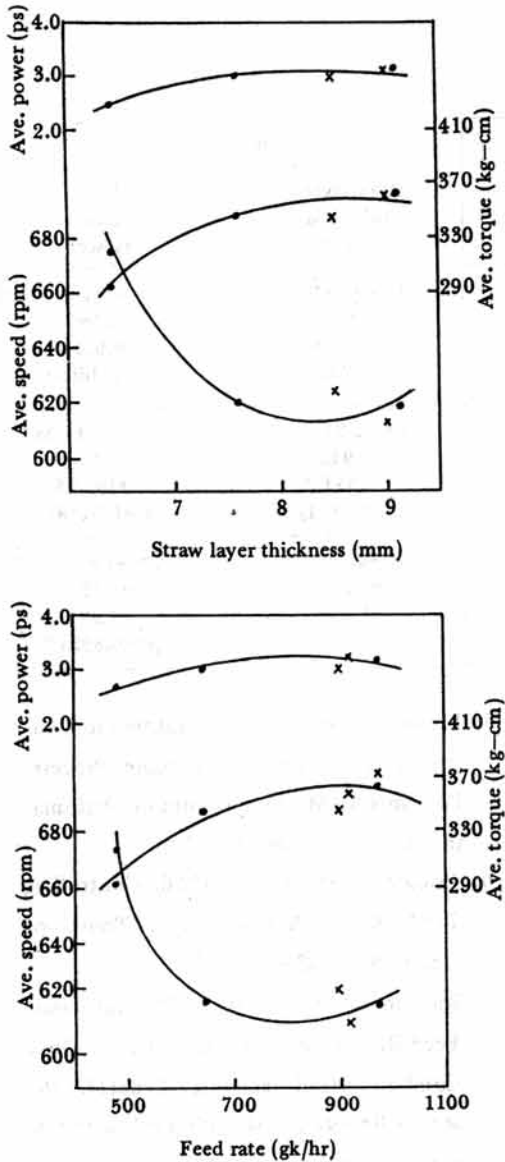 4.0
3.0
2.0
Ave. power (ps)
680
660
640
620
600
Ave. speed (rpm)
410
370
330
290
Ave. torque (kg—cm)
7 8 9
Straw layer thickness (mm)
4.0
3.0
2.0
Ave. power (ps)
680
660
640
620
600
Ave. speed (rpm)
410
370
330
290
Ave. torque (kg—cm)
500 700 900 1100
Feed rate (gk/hr)